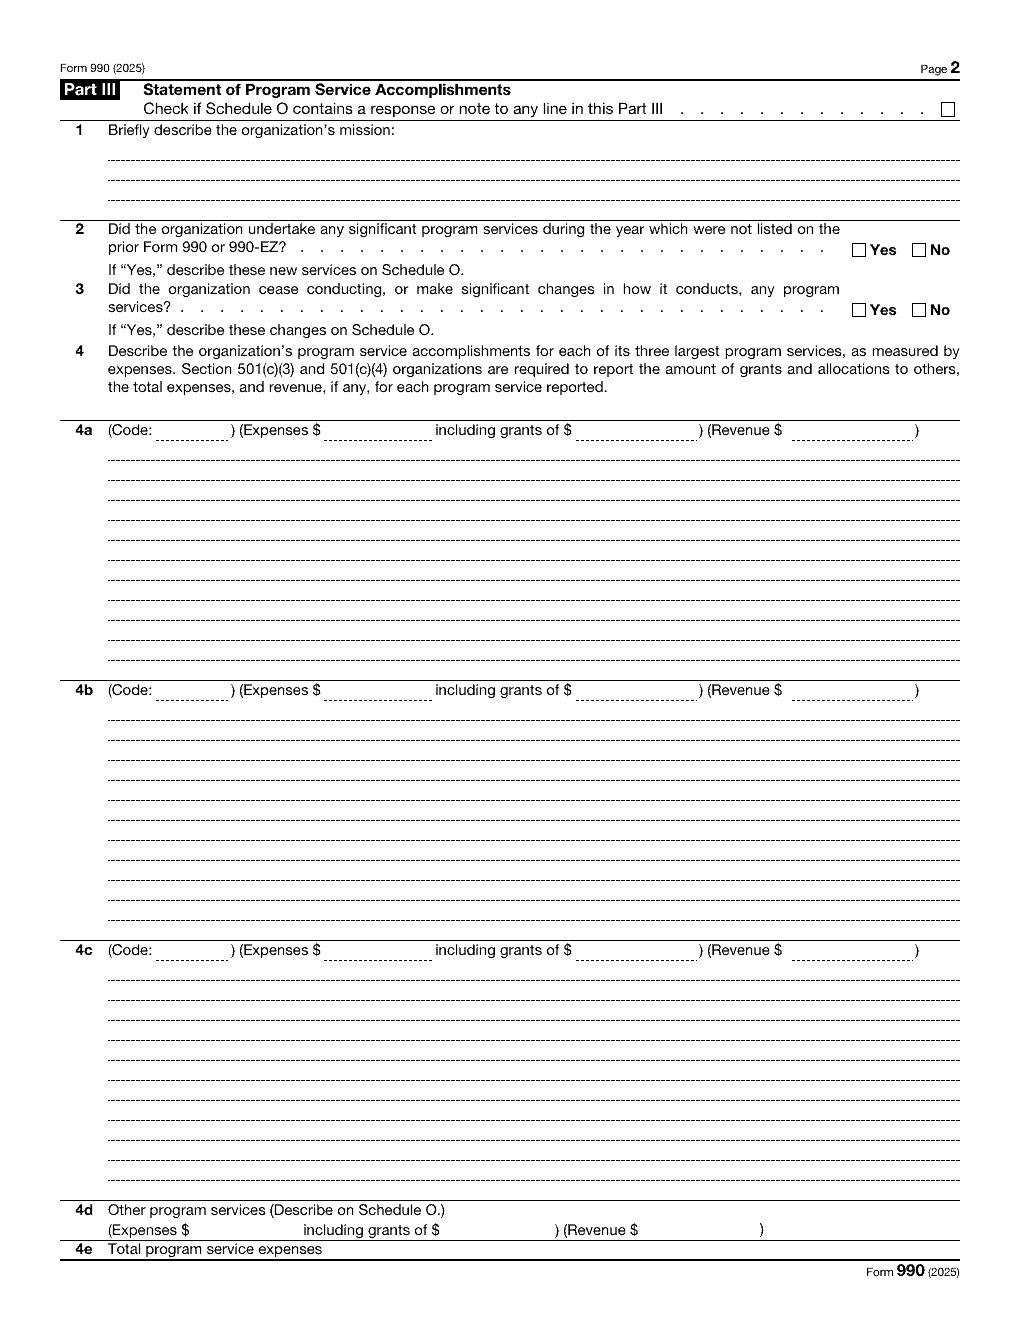 Form 990 (2025) Page 2
Part III Statement of Program Service Accomplishments
Check if Schedule O contains a response or note to any line in this Part III . . . . . . . . . . . . .
1 Briefly describe the organization’s mission:
2 Did the organization undertake any significant program services during the year which were not listed on the
prior Form 990 or 990-EZ? . . . . . . . . . . . . . . . . . . . . . . . . . . . Yes No
If “Yes,” describe these new services on Schedule O.
3 Did the organization cease conducting, or make significant changes in how it conducts, any program
services? . . . . . . . . . . . . . . . . . . . . . . . . . . . . . . . . . Yes No
If “Yes,” describe these changes on Schedule O.
4 Describe the organization’s program service accomplishments for each of its three largest program services, as measured by
expenses. Section 501(c)(3) and 501(c)(4) organizations are required to report the amount of grants and allocations to others,
the total expenses, and revenue, if any, for each program service reported.
4a (Code: ) (Expenses $ including grants of $ ) (Revenue $ )
4b (Code: ) (Expenses $ including grants of $ ) (Revenue $ )
4c (Code: ) (Expenses $ including grants of $ ) (Revenue $ )
4d Other program services (Describe on Schedule O.)
(Expenses $ including grants of $ ) (Revenue $ )
4e Total program service expenses
Form 990 (2025)